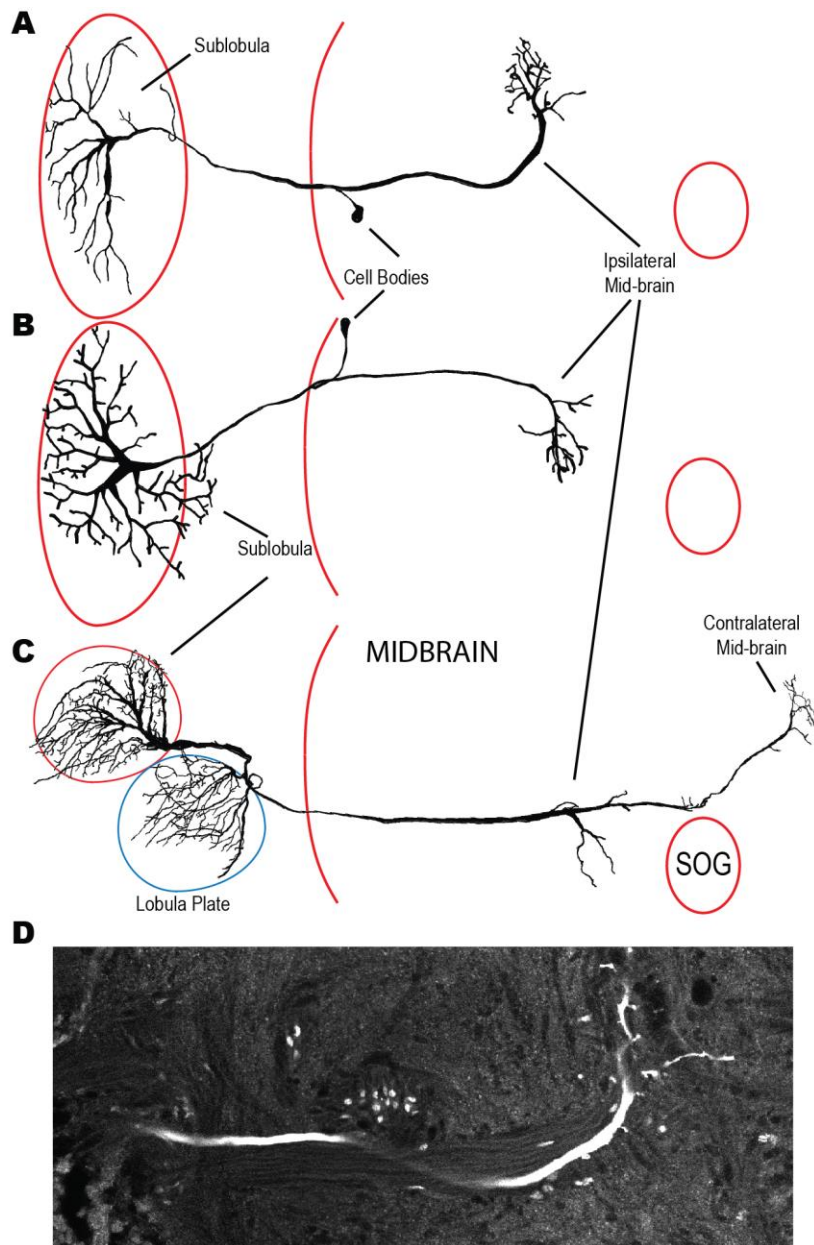 A
Sublobula
Cell Bodies
Ipsilateral
Mid-brain
B
Sublobula
C
MIDBRAIN
Contralateral
Mid-brain
SOG
Lobula Plate
D